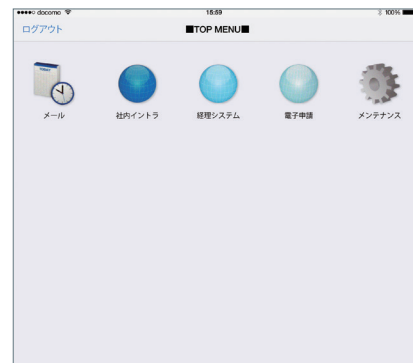 docomo 15:59 100%
ログアウト ■TOP MENU■
メール 社内イントラ 経理システム 電子申請 メンテナンス